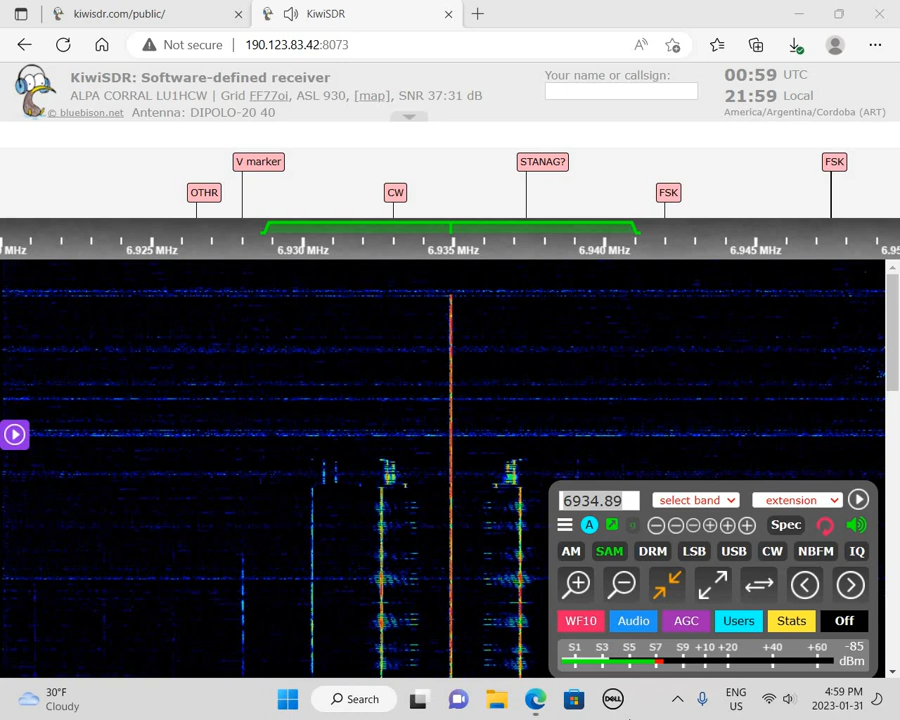 kiwisdr.com/public/
KiwiSDR
Not secure
190.123.83.42:8073
KiwiSDR: Software-defined receiver
ALPA CORRAL LU1HCW | Grid FF77oi, ASL 930, [map], SNR 37:31 dB
© bluebison.net Antenna: DIPOLO-20 40
Your name or callsign:
00:59 UTC
21:59 Local
America/Argentina/Cordoba (ART)
V marker STANAG? FSK
OTHR CW FSK
MHz 6.925 MHz 6.930 MHz 6.935 MHz 6.940 MHz 6.945 MHz 6.95
6934.89 select band extension
A Spec
AM SAM DRM LSB USB CW NBFM IQ
WF10 Audio AGC Users Stats Off
S1 S3 S5 S7 S9 +10 +20 +40 +60 -85
dBm
30°F
Cloudy
Search
DELL
ENG
US
4:59 PM
2023-01-31